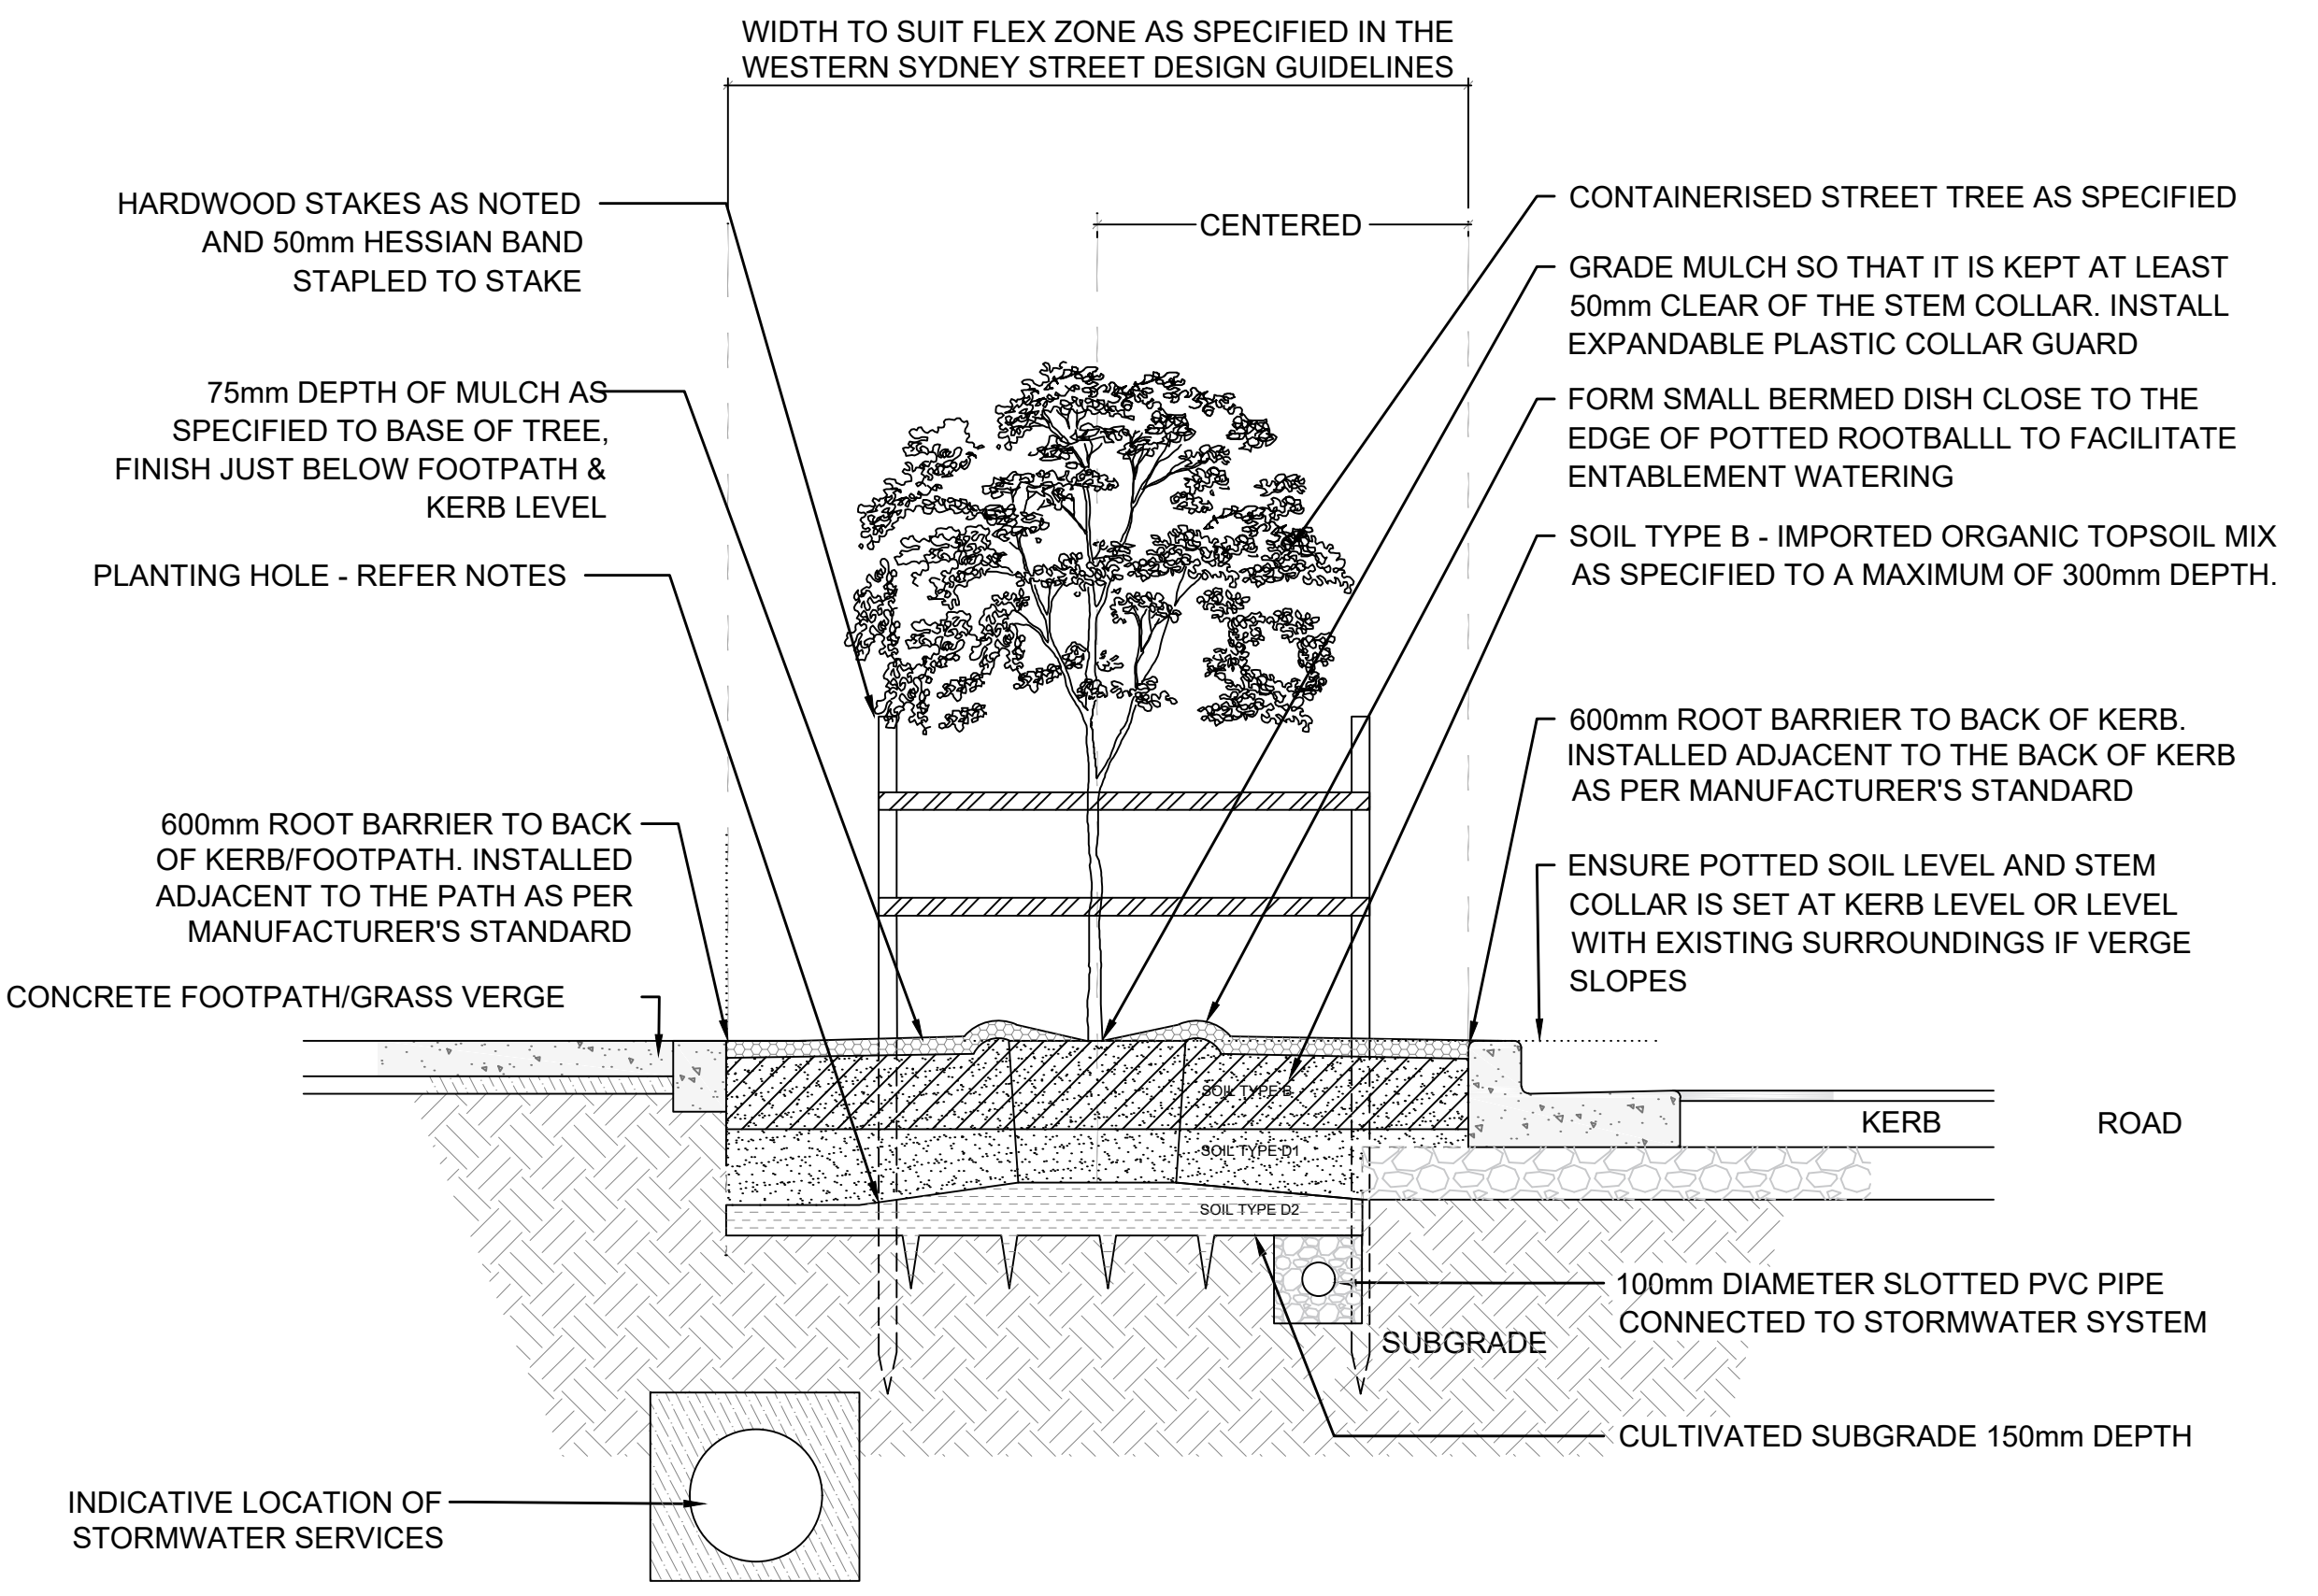 WIDTH TO SUIT FLEX ZONE AS SPECIFIED IN THE
WESTERN SYDNEY STREET DESIGN GUIDELINES
HARDWOOD STAKES AS NOTED
AND 50mm HESSIAN BAND
STAPLED TO STAKE
75mm DEPTH OF MULCH AS
SPECIFIED TO BASE OF TREE,
FINISH JUST BELOW FOOTPATH &
KERB LEVEL
PLANTING HOLE - REFER NOTES
600mm ROOT BARRIER TO BACK
OF KERB/FOOTPATH. INSTALLED
ADJACENT TO THE PATH AS PER
MANUFACTURER'S STANDARD
CONCRETE FOOTPATH/GRASS VERGE
INDICATIVE LOCATION OF
STORMWATER SERVICES
CENTERED
CONTAINERISED STREET TREE AS SPECIFIED
GRADE MULCH SO THAT IT IS KEPT AT LEAST
50mm CLEAR OF THE STEM COLLAR. INSTALL
EXPANDABLE PLASTIC COLLAR GUARD
FORM SMALL BERMED DISH CLOSE TO THE
EDGE OF POTTED ROOTBALLL TO FACILITATE
ENTABLEMENT WATERING
SOIL TYPE B - IMPORTED ORGANIC TOPSOIL MIX
AS SPECIFIED TO A MAXIMUM OF 300mm DEPTH.
600mm ROOT BARRIER TO BACK OF KERB.
INSTALLED ADJACENT TO THE BACK OF KERB
AS PER MANUFACTURER'S STANDARD
ENSURE POTTED SOIL LEVEL AND STEM
COLLAR IS SET AT KERB LEVEL OR LEVEL
WITH EXISTING SURROUNDINGS IF VERGE
SLOPES
SOIL TYPE B
SOIL TYPE D1
SOIL TYPE D2
KERB
ROAD
100mm DIAMETER SLOTTED PVC PIPE
CONNECTED TO STORMWATER SYSTEM
SUBGRADE
CULTIVATED SUBGRADE 150mm DEPTH